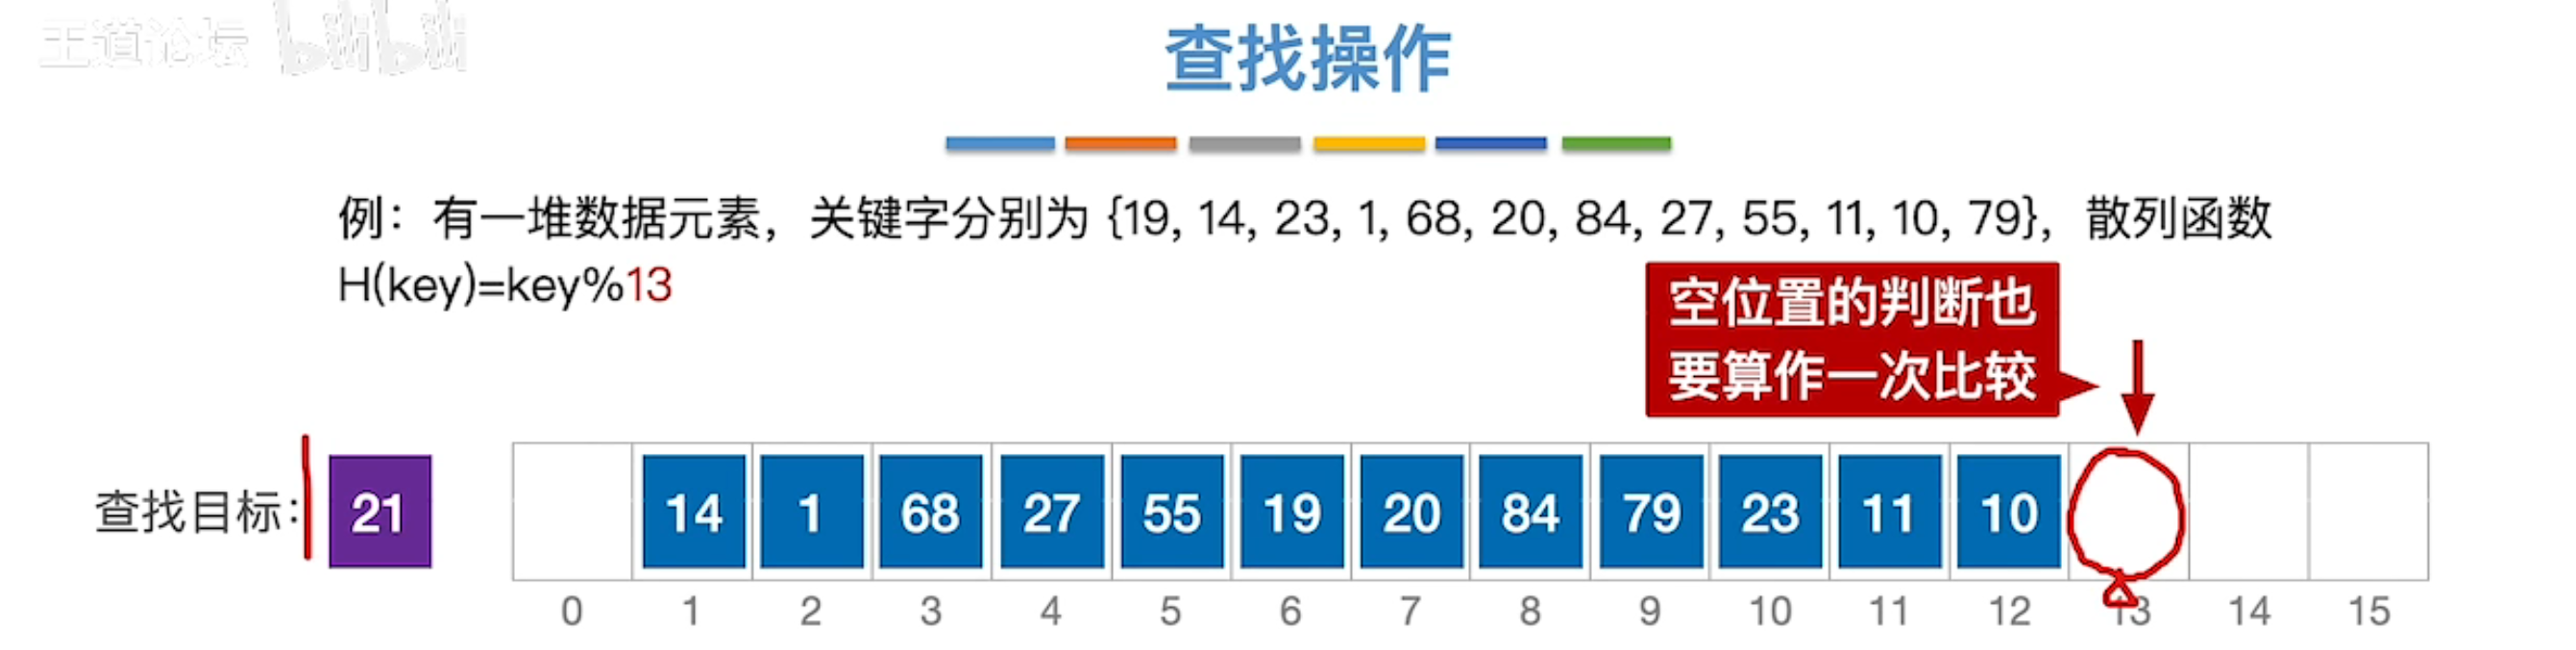 王道论坛 bilibili
查找操作
例：有一堆数据元素，关键字分别为 {19, 14, 23, 1, 68, 20, 84, 27, 55, 11, 10, 79}，散列函数
H(key)=key%13
空位置的判断也
要算作一次比较
查找目标： 21 14 1 68 27 55 19 20 84 79 23 11 10
0 1 2 3 4 5 6 7 8 9 10 11 12 13 14 15